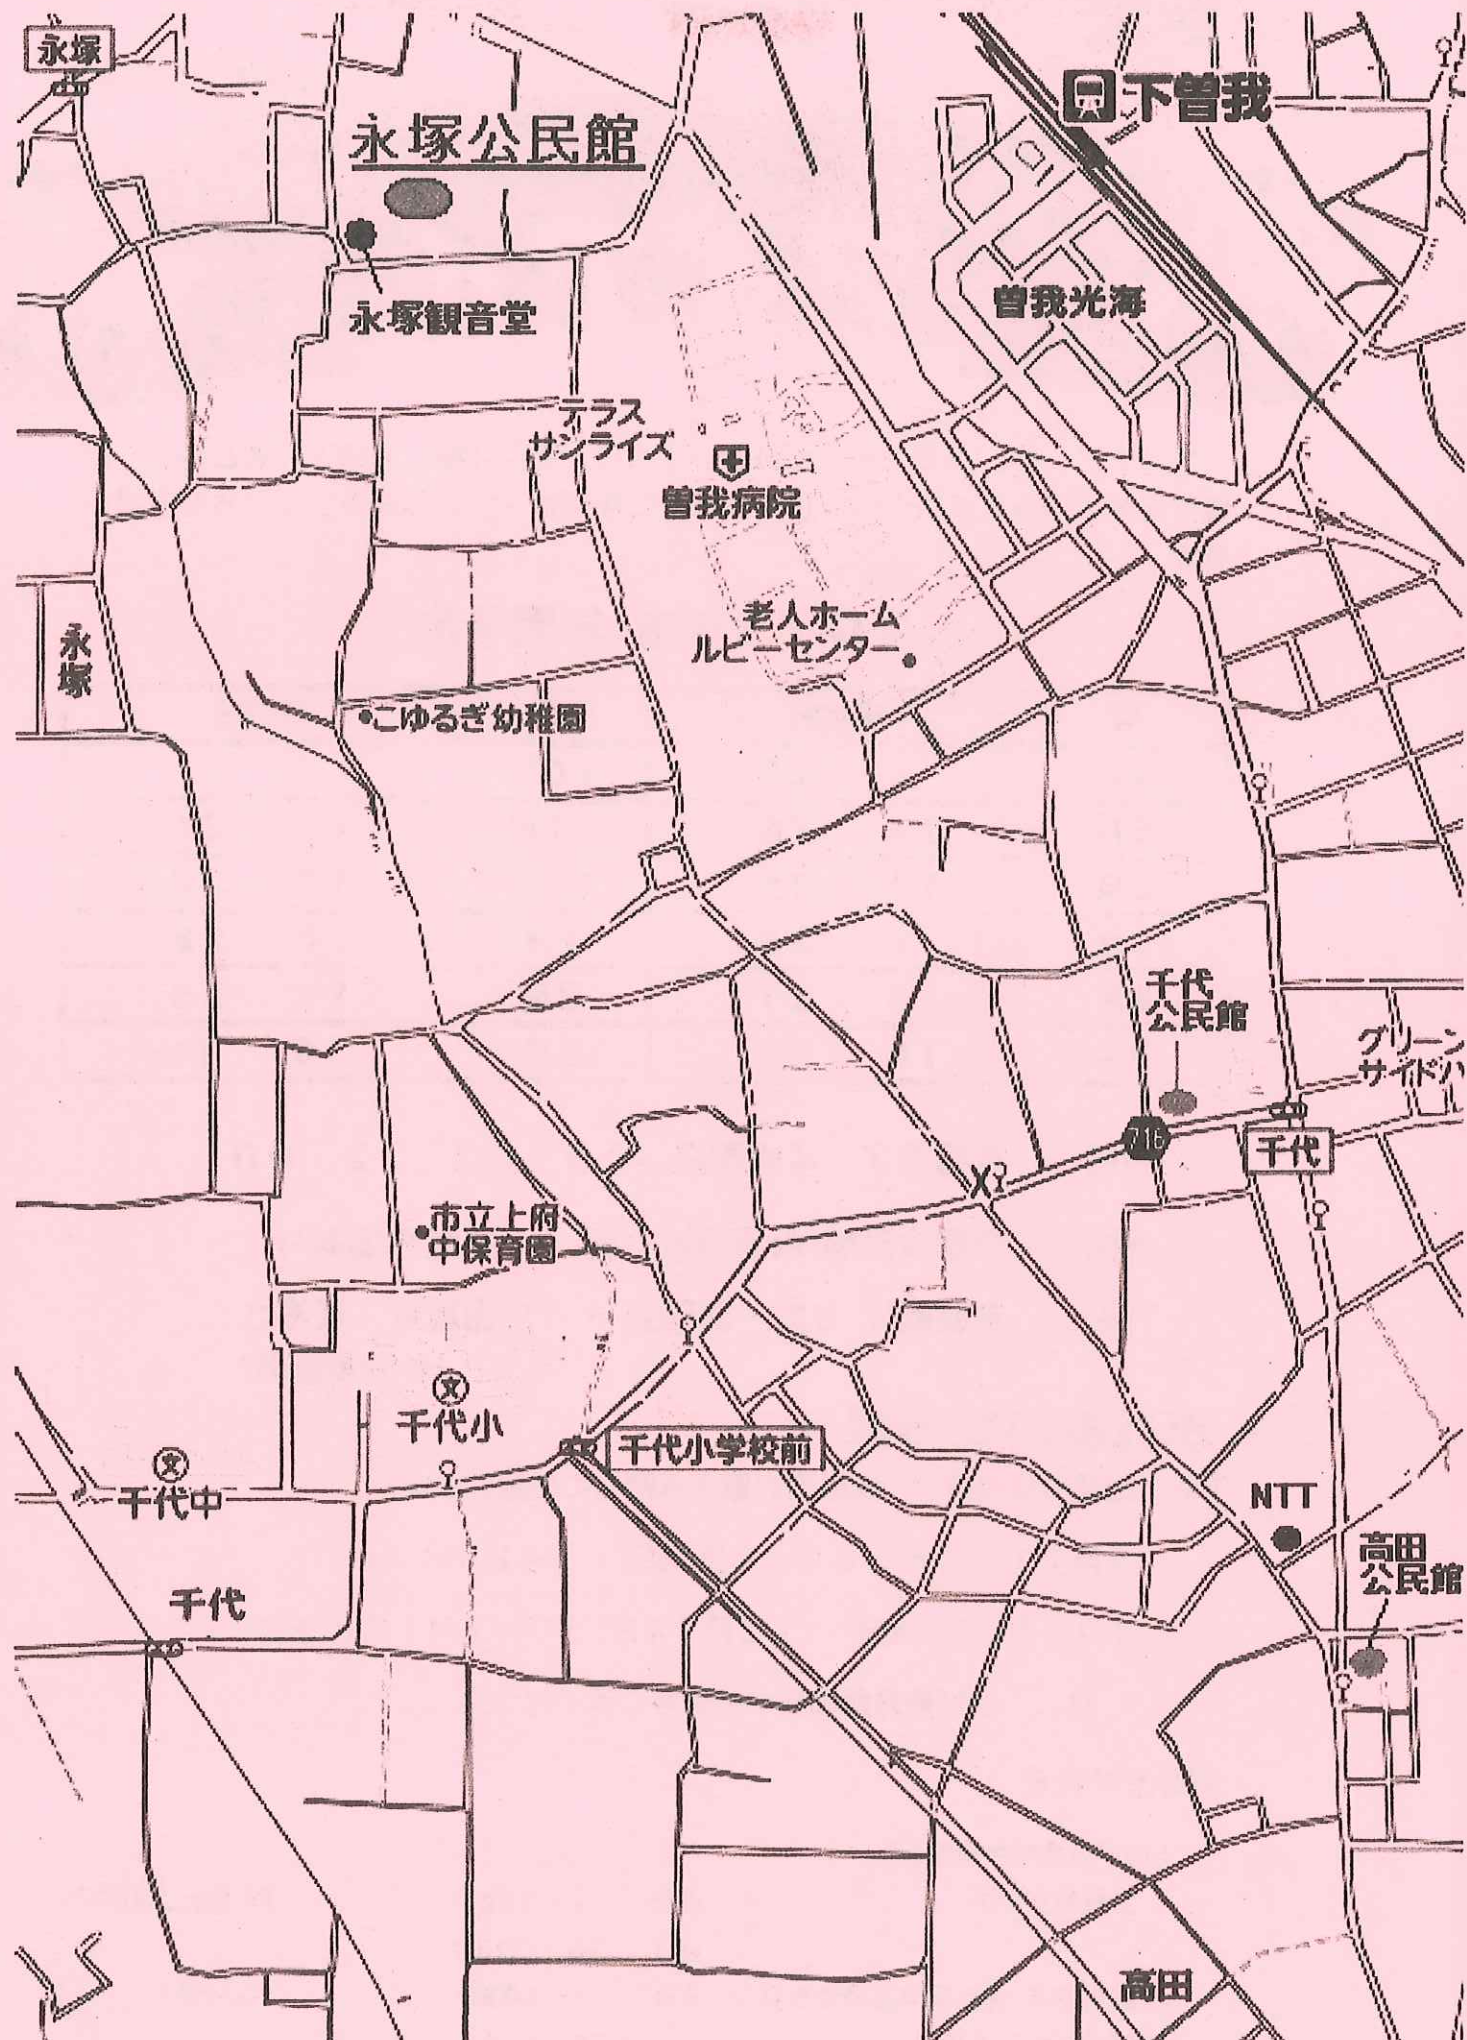 永塚
下曽我
永塚公民館
永塚観音堂
曽我光海
テラス
サンライズ
曽我病院
老人ホーム
ルビーセンター
永塚
こゆるぎ幼稚園
千代
公民館
グリーン
サイドハ
716
千代
X
市立上府
中保育園
文
千代小
千代小学校前
文
千代中
NTT
高田
公民館
千代
高田